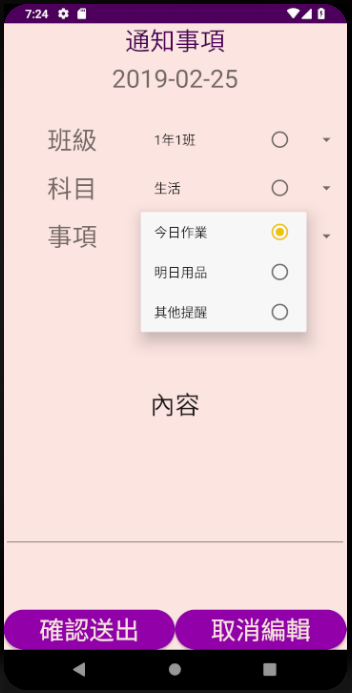 7:24
通知事項
2019-02-25
班級 1年1班
科目 生活
事項 今日作業
明日用品
其他提醒
內容
確認送出 取消編輯